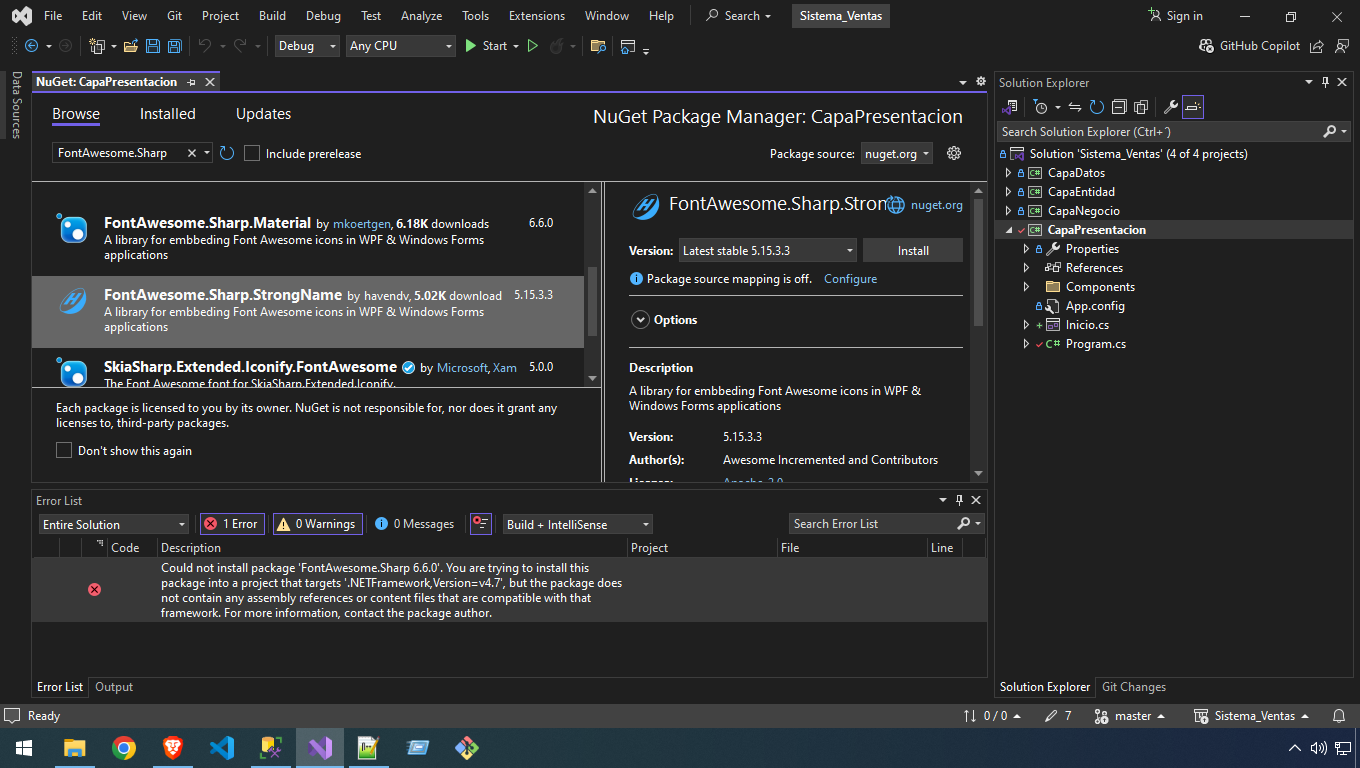 File Edit View Git Project Build Debug Test Analyze Tools Extensions Window Help Search Sistema_Ventas Sign in
Debug Any CPU Start GitHub Copilot
Data Sources
NuGet: CapaPresentacion
Browse Installed Updates
NuGet Package Manager: CapaPresentacion
FontAwesome.Sharp Include prerelease
Package source: nuget.org
FontAwesome.Sharp.Material by mkoertgen, 6.18K downloads 6.6.0
A library for embbeding Font Awesome icons in WPF & Windows Forms
applications
FontAwesome.Sharp.StrongName by havendv, 5.02K download 5.15.3.3
A library for embbeding Font Awesome icons in WPF & Windows Forms
applications
SkiaSharp.Extended.Iconify.FontAwesome by Microsoft, Xam 5.0.0
The Font Awesome font for SkiaSharp.Extended.Iconify.
Each package is licensed to you by its owner. NuGet is not responsible for, nor does it grant any
licenses to, third-party packages.
Don't show this again
FontAwesome.Sharp.Stron nuget.org
Version: Latest stable 5.15.3.3 Install
Package source mapping is off. Configure
Options
Description
A library for embbeding Font Awesome icons in WPF &
Windows Forms applications
Version: 5.15.3.3
Author(s): Awesome Incremented and Contributors
License: Apache-2.0
Error List
Entire Solution 1 Error 0 Warnings 0 Messages Build + IntelliSense Search Error List
Code Description Project File Line
Could not install package 'FontAwesome.Sharp 6.6.0'. You are trying to install this
package into a project that targets '.NETFramework,Version=v4.7', but the package does
not contain any assembly references or content files that are compatible with that
framework. For more information, contact the package author.
Error List Output
Solution Explorer
Search Solution Explorer (Ctrl+´)
Solution 'Sistema_Ventas' (4 of 4 projects)
C# CapaDatos
C# CapaEntidad
C# CapaNegocio
C# CapaPresentacion
Properties
References
Components
App.config
Inicio.cs
C# Program.cs
Solution Explorer Git Changes
Ready 0 / 0 7 master Sistema_Ventas